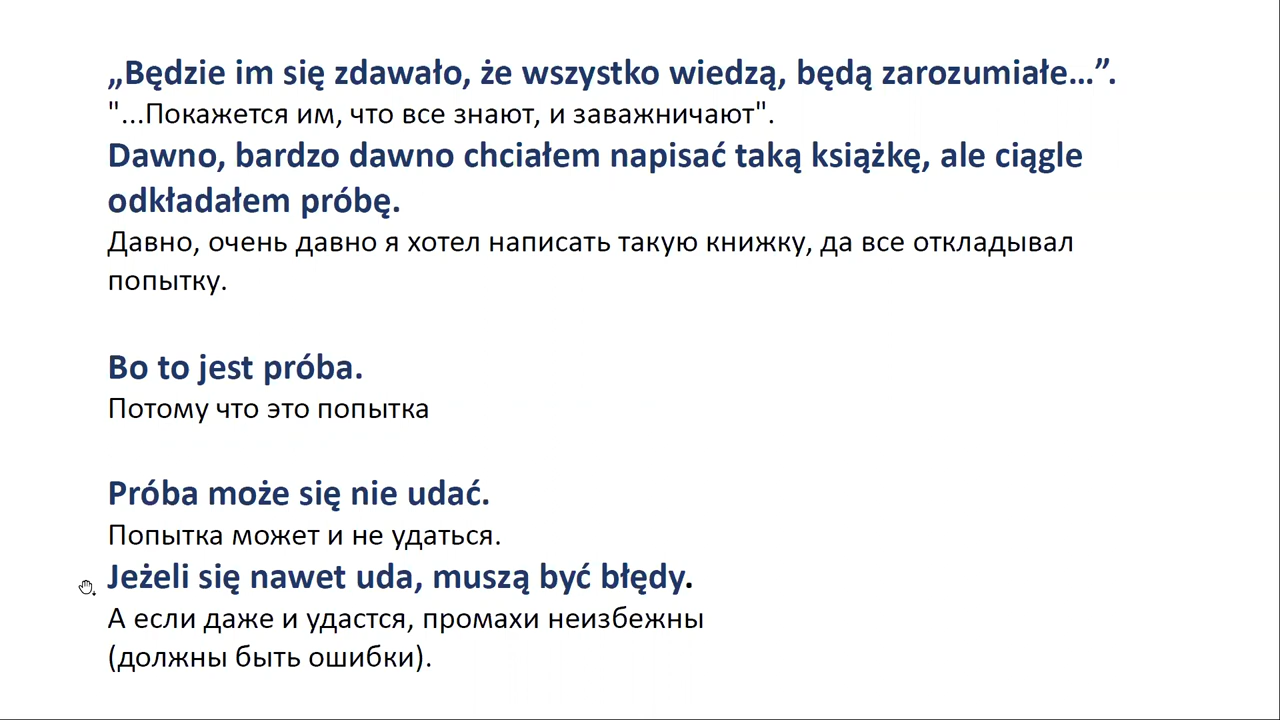 „Będzie im się zdawało, że wszystko wiedzą, będą zarozumiałe…”.
"...Покажется им, что все знают, и заважничают".
Dawno, bardzo dawno chciałem napisać taką książkę, ale ciągle
odkładałem próbę.
Давно, очень давно я хотел написать такую книжку, да все откладывал
попытку.
Bo to jest próba.
Потому что это попытка
Próba może się nie udać.
Попытка может и не удаться.
Jeżeli się nawet uda, muszą być błędy.
А если даже и удастся, промахи неизбежны
(должны быть ошибки).